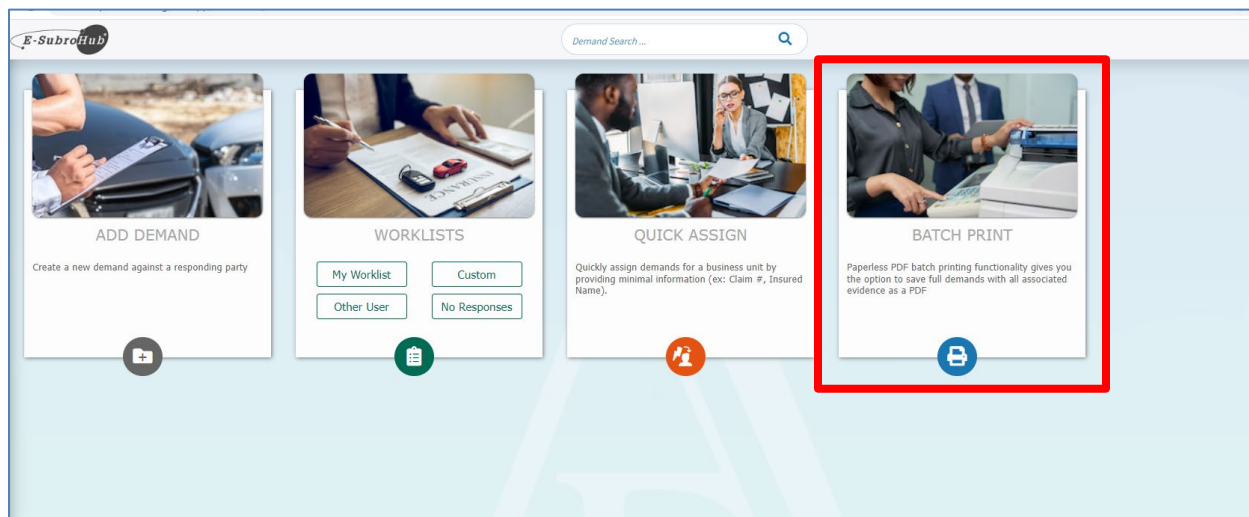 E-SubroHub
Demand Search ...
ADD DEMAND
Create a new demand against a responding party
WORKLISTS
My Worklist
Custom
Other User
No Responses
QUICK ASSIGN
Quickly assign demands for a business unit by
providing minimal information (ex: Claim #, Insured
Name).
BATCH PRINT
Paperless PDF batch printing functionality gives you
the option to save full demands with all associated
evidence as a PDF
INSURANCE